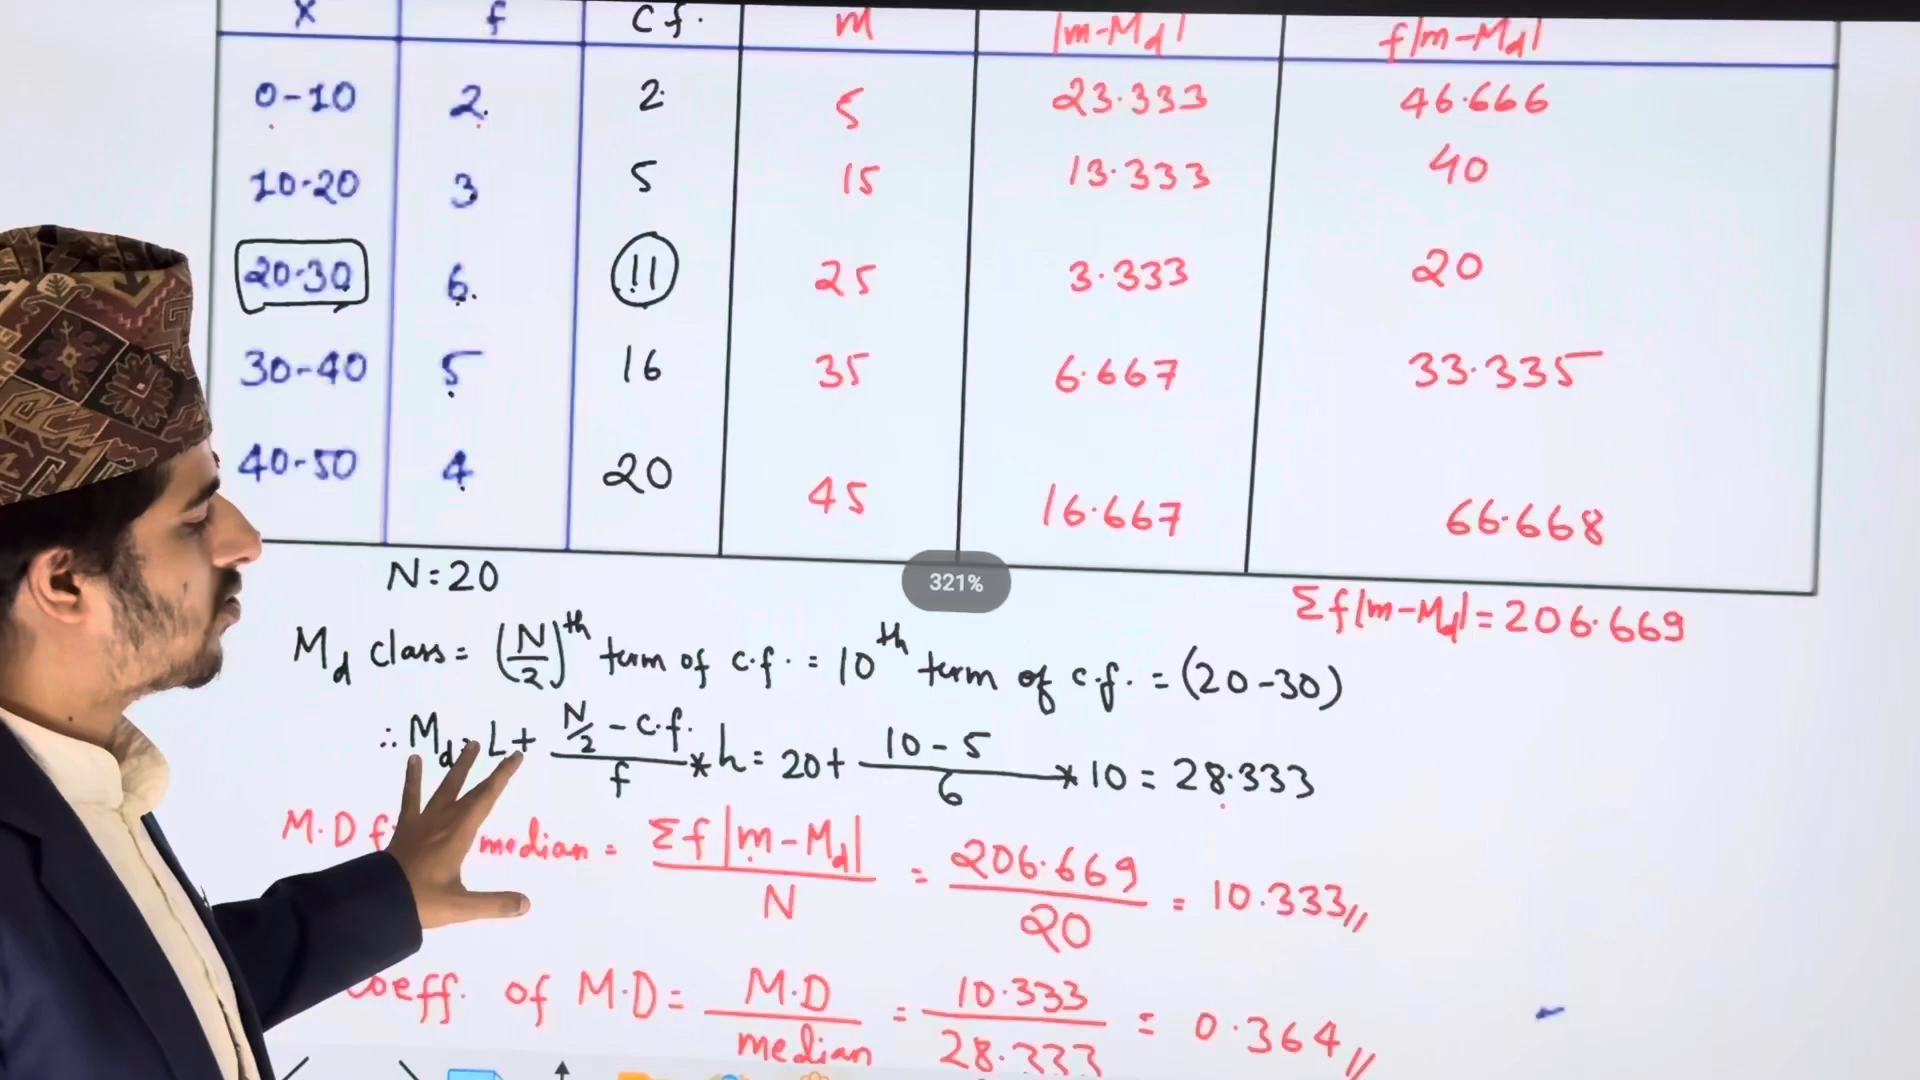 X f C f. m |m-Md| f|m-Md|
0-10 2 2 5 23.333 46.666
10-20 3 5 15 13.333 40
20-30 6 11 25 3.333 20
30-40 5 16 35 6.667 33.335
40-50 4 20 45 16.667 66.668
N=20
321%
Σf|m-Md|=206.669
Md class = (N/2)th term of c.f. = 10th term of c.f. = (20-30)
∴ Md = L + (N/2 - c.f.)/f * h = 20 + (10-5)/6 * 10 = 28.333
M.D median = Σf|m-Md|/N = 206.669/20 = 10.333//
coeff. of M.D = M.D/median = 10.333/28.333 = 0.364//